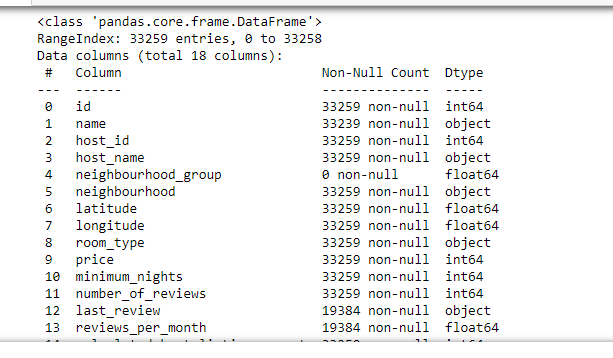 <class 'pandas.core.frame.DataFrame'>
RangeIndex: 33259 entries, 0 to 33258
Data columns (total 18 columns):
 #   Column                          Non-Null Count  Dtype
---  ------                          --------------  -----
 0   id                              33259 non-null  int64
 1   name                            33239 non-null  object
 2   host_id                         33259 non-null  int64
 3   host_name                       33259 non-null  object
 4   neighbourhood_group             0 non-null      float64
 5   neighbourhood                   33259 non-null  object
 6   latitude                        33259 non-null  float64
 7   longitude                       33259 non-null  float64
 8   room_type                       33259 non-null  object
 9   price                           33259 non-null  int64
 10  minimum_nights                  33259 non-null  int64
 11  number_of_reviews               33259 non-null  int64
 12  last_review                     19384 non-null  object
 13  reviews_per_month               19384 non-null  float64